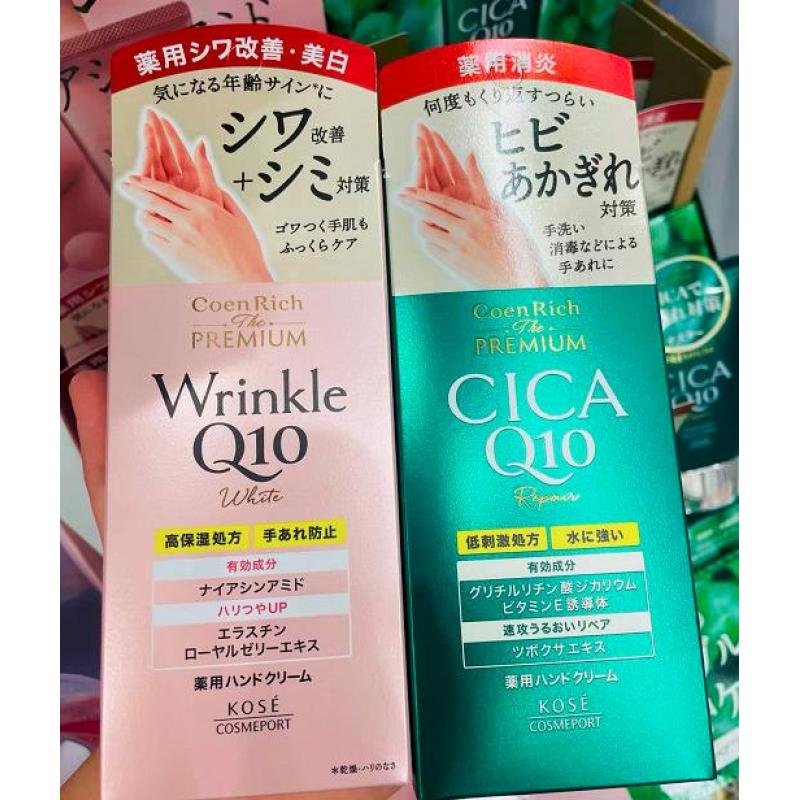 薬用シワ改善・美白
気になる年齢サイン*に
シワ改善
+シミ対策
ゴワつく手肌も
ふっくらケア
CoenRich
The
PREMIUM
Wrinkle
Q10
White
高保湿処方 手あれ防止
有効成分
ナイアシンアミド
ハリつやUP
エラスチン
ローヤルゼリーエキス
薬用ハンドクリーム
KOSÉ
COSMEPORT
*乾燥・ハリのなさ
薬用消炎
何度もくり返すつらい
ヒビ
あかぎれ
対策
手洗い
消毒などによる
手あれに
CoenRich
The
PREMIUM
CICA
Q10
Repair
低刺激処方 水に強い
有効成分
グリチルリチン酸ジカリウム
ビタミンE誘導体
速攻うるおいリペア
ツボクサエキス
薬用ハンドクリーム
KOSÉ
COSMEPORT
CICA
Q10
CICAで
CICA
Q10